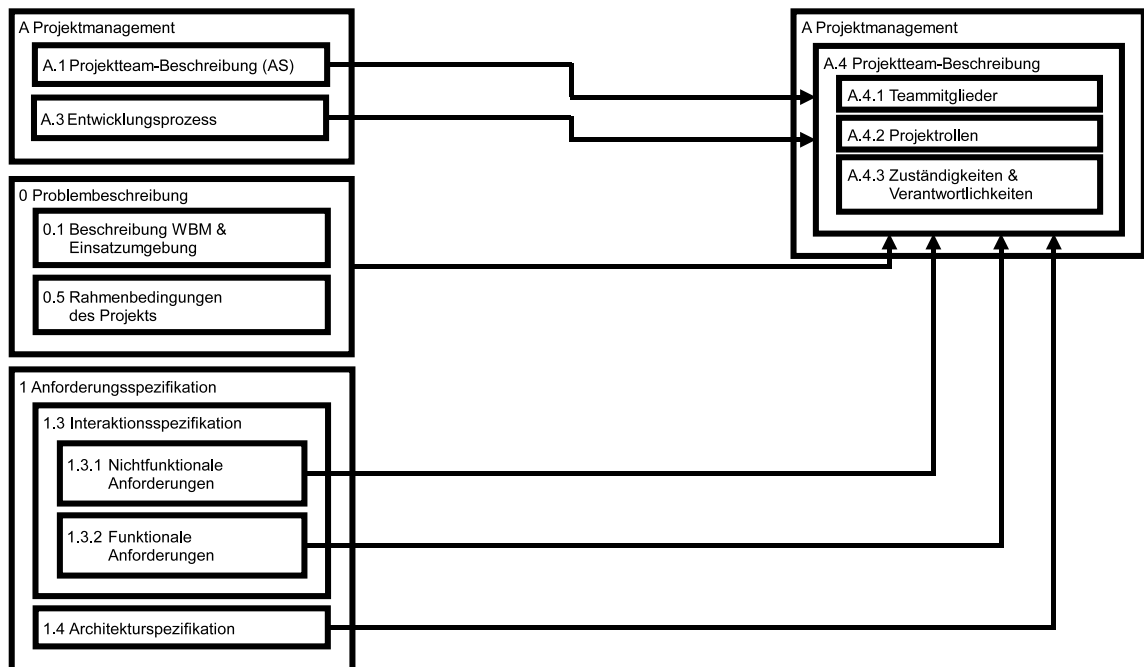 A Projektmanagement
A.1 Projektteam-Beschreibung (AS)
A.3 Entwicklungsprozess
0 Problembeschreibung
0.1 Beschreibung WBM &
Einsatzumgebung
0.5 Rahmenbedingungen
des Projekts
1 Anforderungsspezifikation
1.3 Interaktionsspezifikation
1.3.1 Nichtfunktionale
Anforderungen
1.3.2 Funktionale
Anforderungen
1.4 Architekturspezifikation
A Projektmanagement
A.4 Projektteam-Beschreibung
A.4.1 Teammitglieder
A.4.2 Projektrollen
A.4.3 Zuständigkeiten &
Verantwortlichkeiten